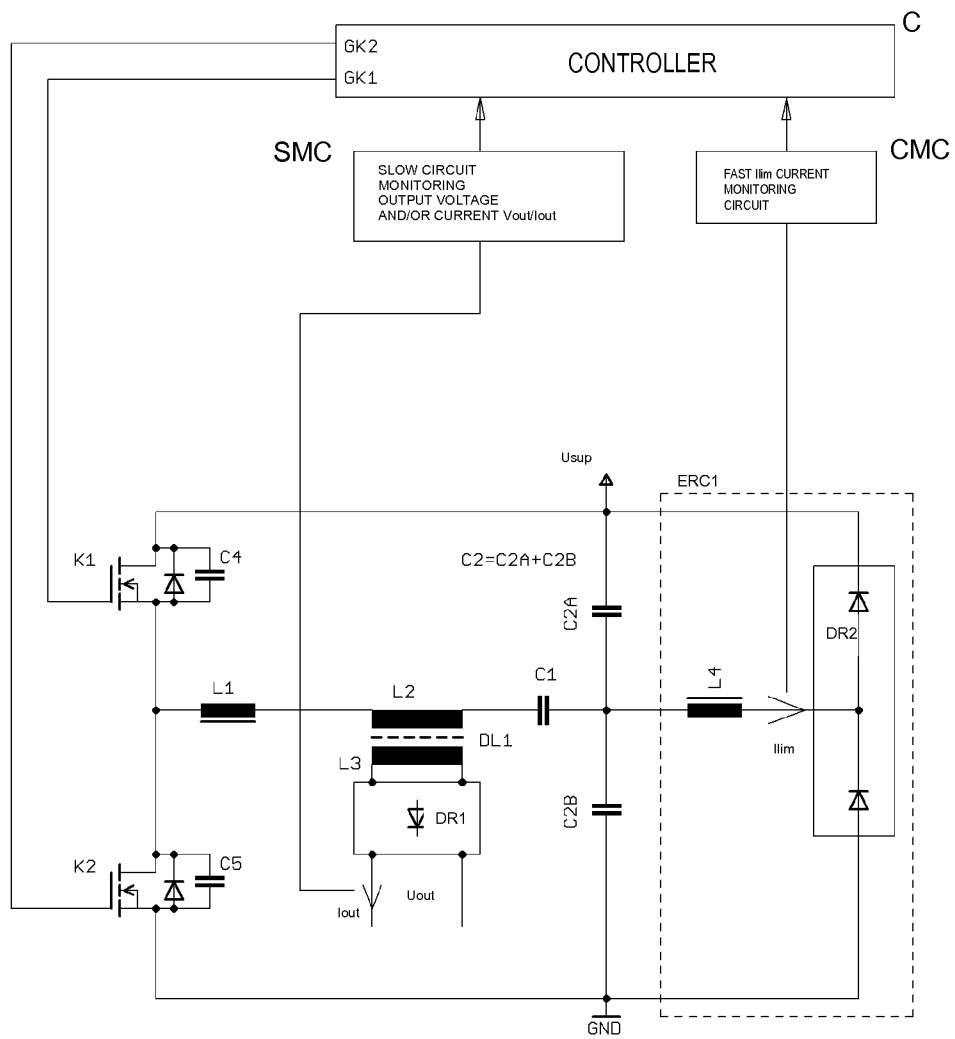 C
GK2
CONTROLLER
GK1
SMC
SLOW CIRCUIT
MONITORING
OUTPUT VOLTAGE
AND/OR CURRENT Vout/Iout
CMC
FAST Ilim CURRENT
MONITORING
CIRCUIT
Usup
ERC1
K1
C4
C2=C2A+C2B
C2A
DR2
L1
L2
C1
L4
DL1
L3
Ilim
DR1
C2B
K2
C5
Iout
Uout
GND